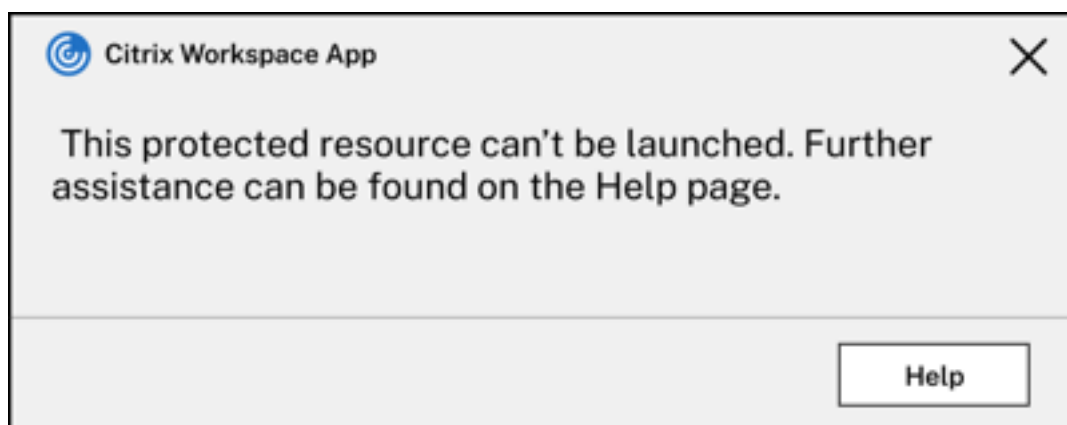 Citrix Workspace App
This protected resource can’t be launched. Further
assistance can be found on the Help page.
Help